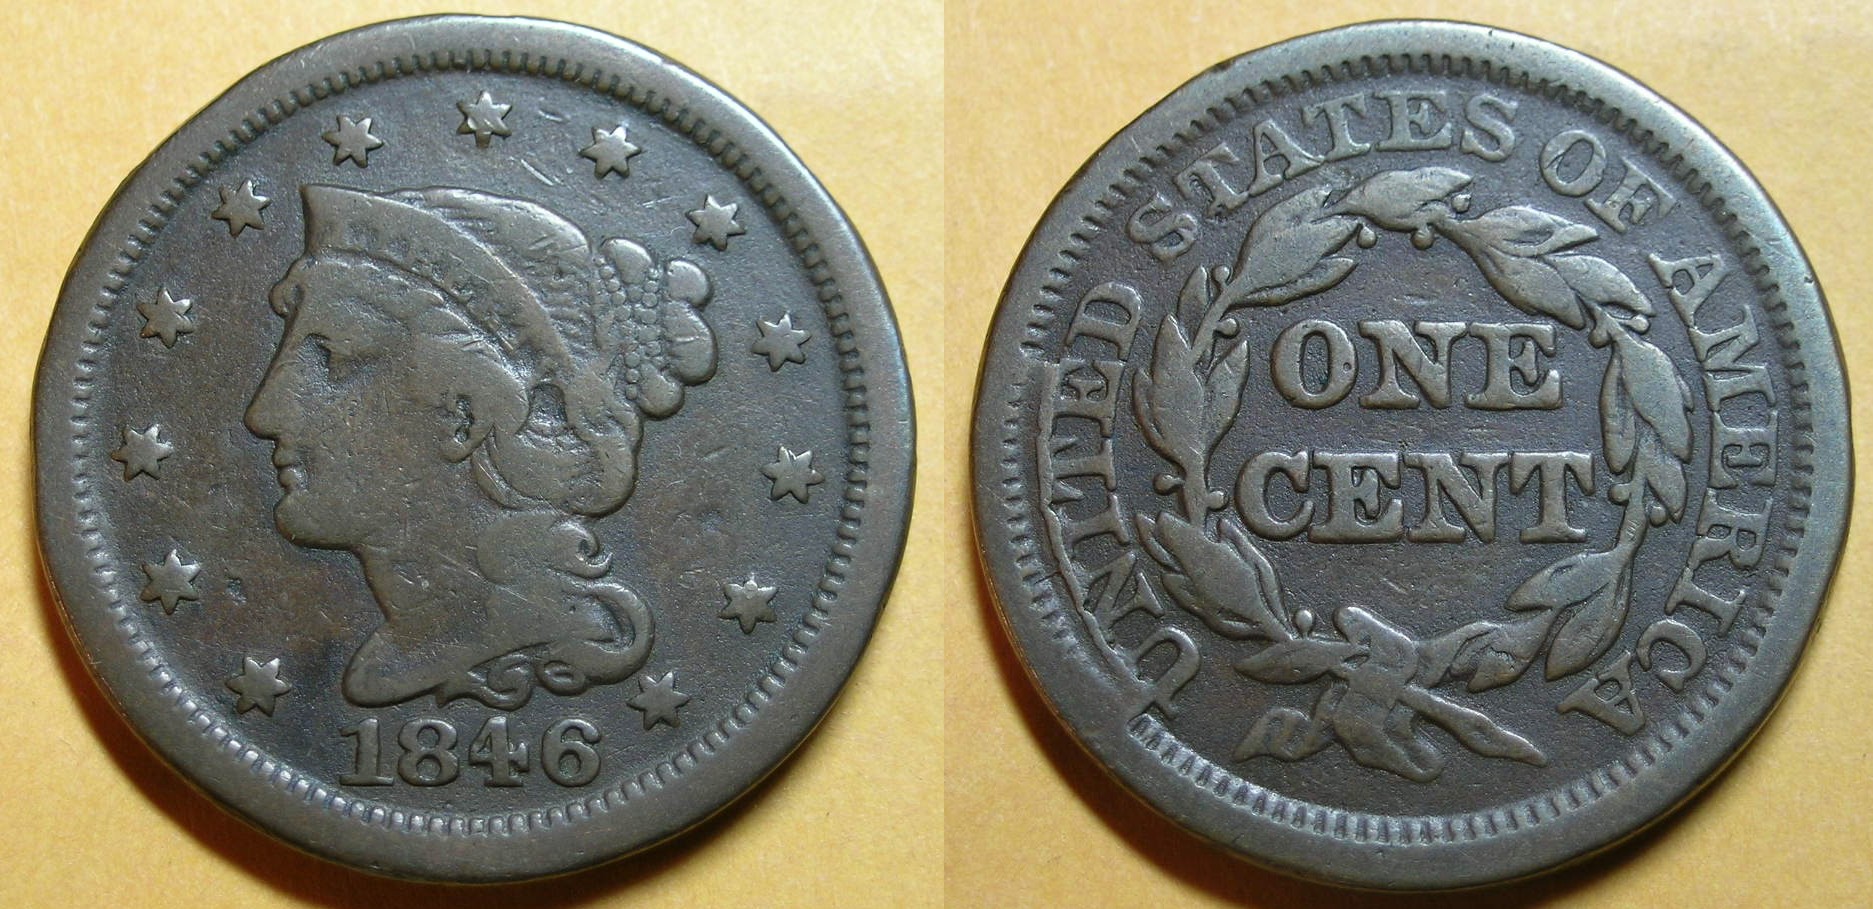 1846
UNITED STATES OF AMERICA
ONE
CENT